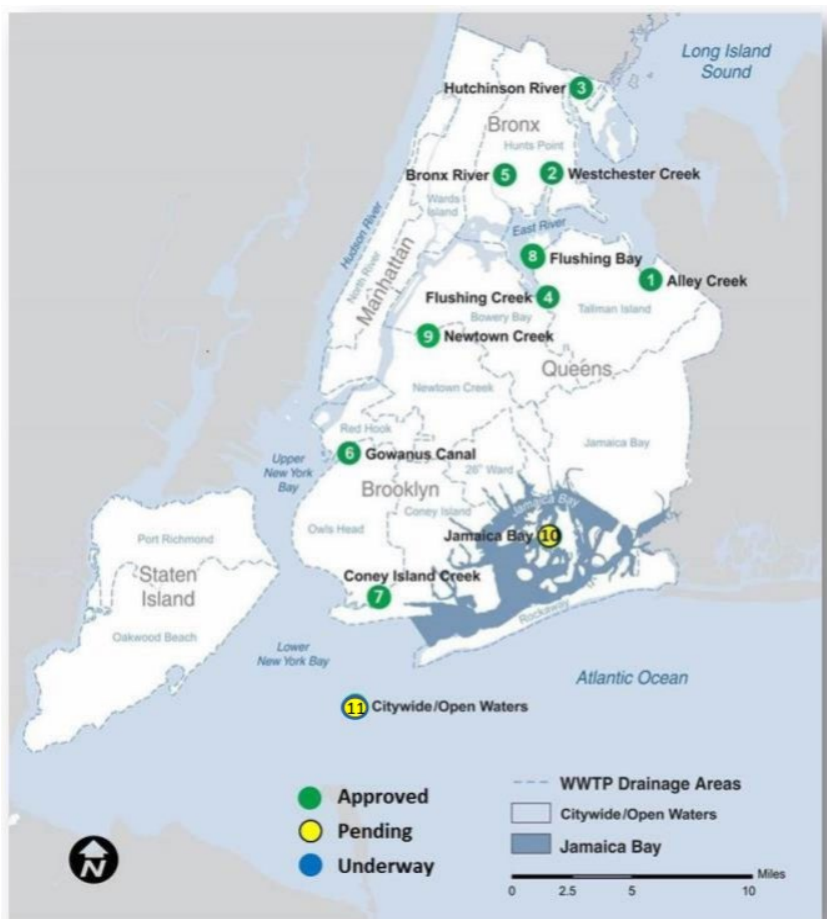 Long Island
Sound
Hutchinson River 3
Bronx
Hunts Point
Bronx River 5
2 Westchester Creek
Wards
Island
East River
Hudson River
North River
Manhattan
8 Flushing Bay
1 Alley Creek
Flushing Creek 4
Tallman Island
Bowery Bay
9 Newtown Creek
Queens
Newtown Creek
Red Hook
Jamaica Bay
6 Gowanus Canal
Upper
New York
Bay
26th Ward
Brooklyn
Jamaica Bay
Coney Island
Owls Head
Jamaica Bay 10
Port Richmond
Staten
Island
Coney Island Creek
7
Rockaway
Oakwood Beach
Lower
New York Bay
Atlantic Ocean
11 Citywide/Open Waters
Approved
Pending
Underway
WWTP Drainage Areas
Citywide/Open Waters
Jamaica Bay
N
Miles
0 2.5 5 10